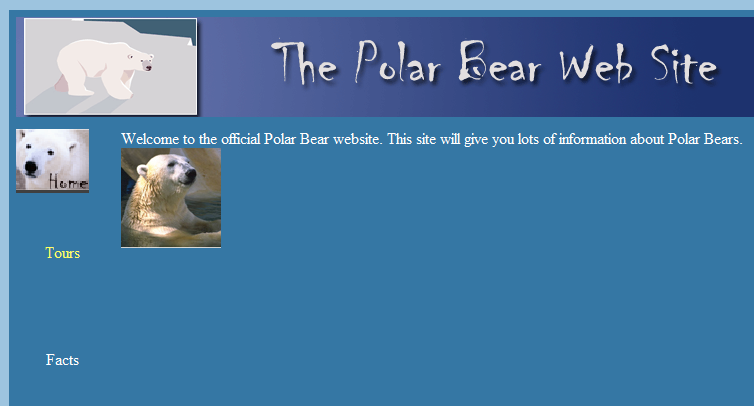 The Polar Bear Web Site
Welcome to the official Polar Bear website. This site will give you lots of information about Polar Bears.
Home
Tours
Facts